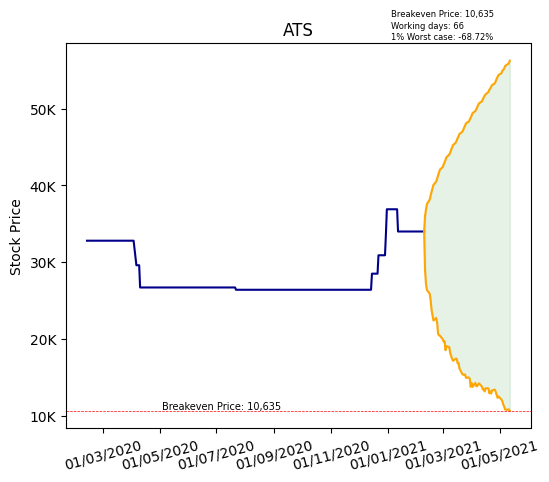 Breakeven Price: 10,635
Working days: 66
1% Worst case: -68.72%
ATS
Stock Price
50K
40K
30K
20K
10K
Breakeven Price: 10,635
01/03/2020
01/05/2020
01/07/2020
01/09/2020
01/11/2020
01/01/2021
01/03/2021
01/05/2021